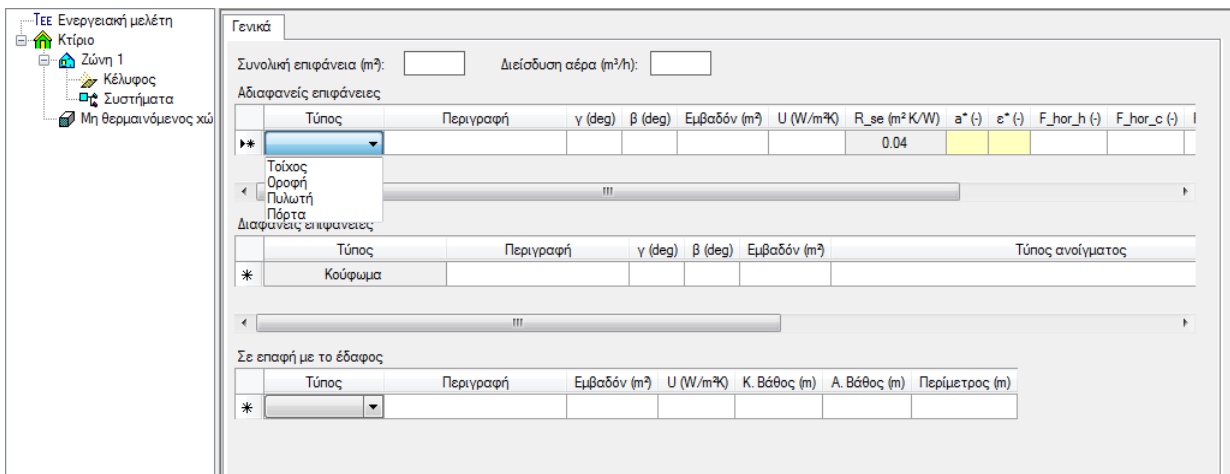 ΤΕΕ Ενεργειακή μελέτη
Κτίριο
Ζώνη 1
Κέλυφος
Συστήματα
Μη θερμαινόμενος χώ
Γενικά
Συνολική επιφάνεια (m²): Διείσδυση αέρα (m³/h):
Αδιαφανείς επιφάνειες
Τύπος Περιγραφή γ (deg) β (deg) Εμβαδόν (m²) U (W/m²K) R_se (m² K/W) a* (-) ε* (-) F_hor_h (-) F_hor_c (-)
0.04
Τοίχος
Οροφή
Πυλωτή
Πόρτα
Διαφανείς επιφάνειες
Τύπος Περιγραφή γ (deg) β (deg) Εμβαδόν (m²) Τύπος ανοίγματος
Κούφωμα
Σε επαφή με το έδαφος
Τύπος Περιγραφή Εμβαδόν (m²) U (W/m²K) Κ. Βάθος (m) Α. Βάθος (m) Περίμετρος (m)